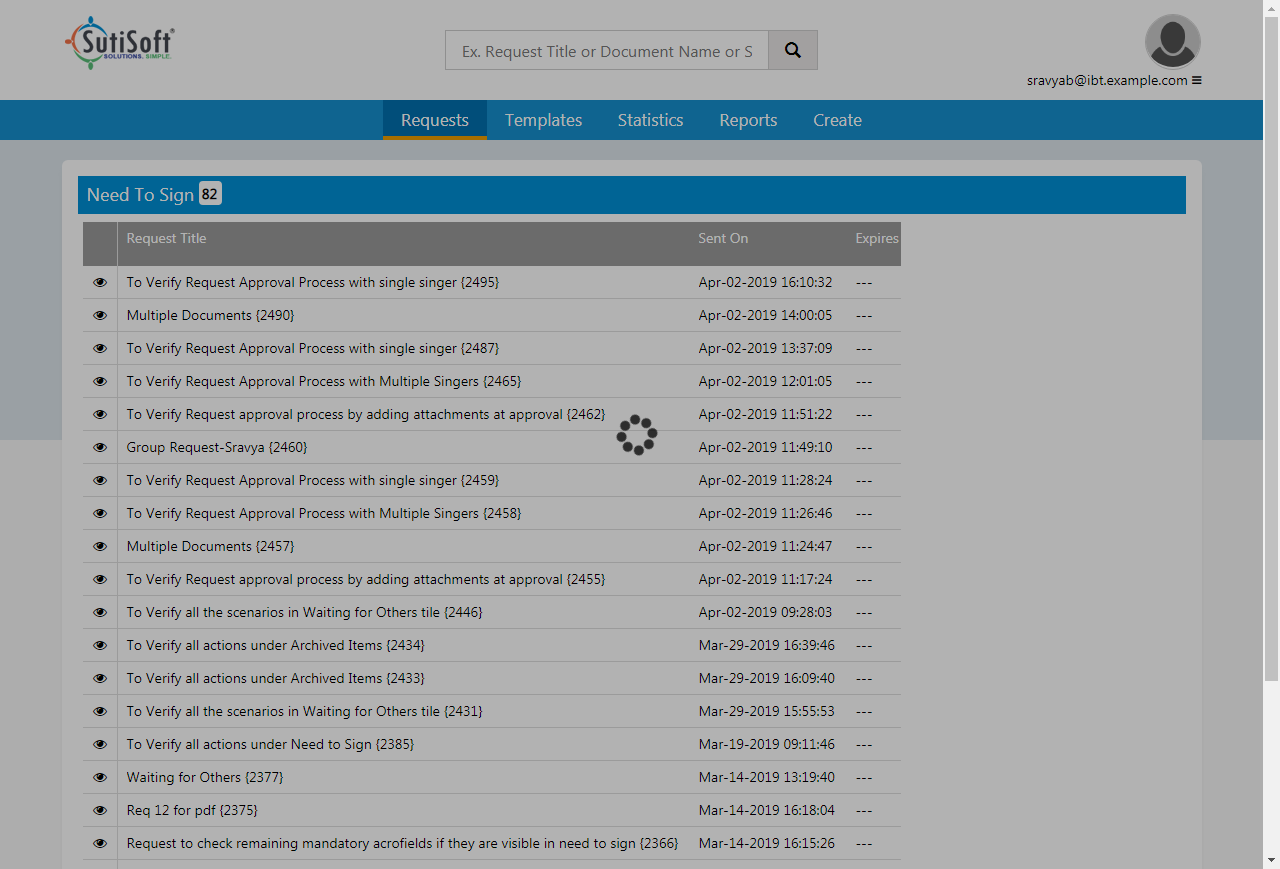 SutiSoft®
SOLUTIONS. SIMPLE.
Ex. Request Title or Document Name or S
sravyab@ibt.example.com
Requests Templates Statistics Reports Create
Need To Sign 82
Request Title Sent On Expires
To Verify Request Approval Process with single singer {2495} Apr-02-2019 16:10:32 ---
Multiple Documents {2490} Apr-02-2019 14:00:05 ---
To Verify Request Approval Process with single singer {2487} Apr-02-2019 13:37:09 ---
To Verify Request Approval Process with Multiple Singers {2465} Apr-02-2019 12:01:05 ---
To Verify Request approval process by adding attachments at approval {2462} Apr-02-2019 11:51:22 ---
Group Request-Sravya {2460} Apr-02-2019 11:49:10 ---
To Verify Request Approval Process with single singer {2459} Apr-02-2019 11:28:24 ---
To Verify Request Approval Process with Multiple Singers {2458} Apr-02-2019 11:26:46 ---
Multiple Documents {2457} Apr-02-2019 11:24:47 ---
To Verify Request approval process by adding attachments at approval {2455} Apr-02-2019 11:17:24 ---
To Verify all the scenarios in Waiting for Others tile {2446} Apr-02-2019 09:28:03 ---
To Verify all actions under Archived Items {2434} Mar-29-2019 16:39:46 ---
To Verify all actions under Archived Items {2433} Mar-29-2019 16:09:40 ---
To Verify all the scenarios in Waiting for Others tile {2431} Mar-29-2019 15:55:53 ---
To Verify all actions under Need to Sign {2385} Mar-19-2019 09:11:46 ---
Waiting for Others {2377} Mar-14-2019 13:19:40 ---
Req 12 for pdf {2375} Mar-14-2019 16:18:04 ---
Request to check remaining mandatory acrofields if they are visible in need to sign {2366} Mar-14-2019 16:15:26 ---